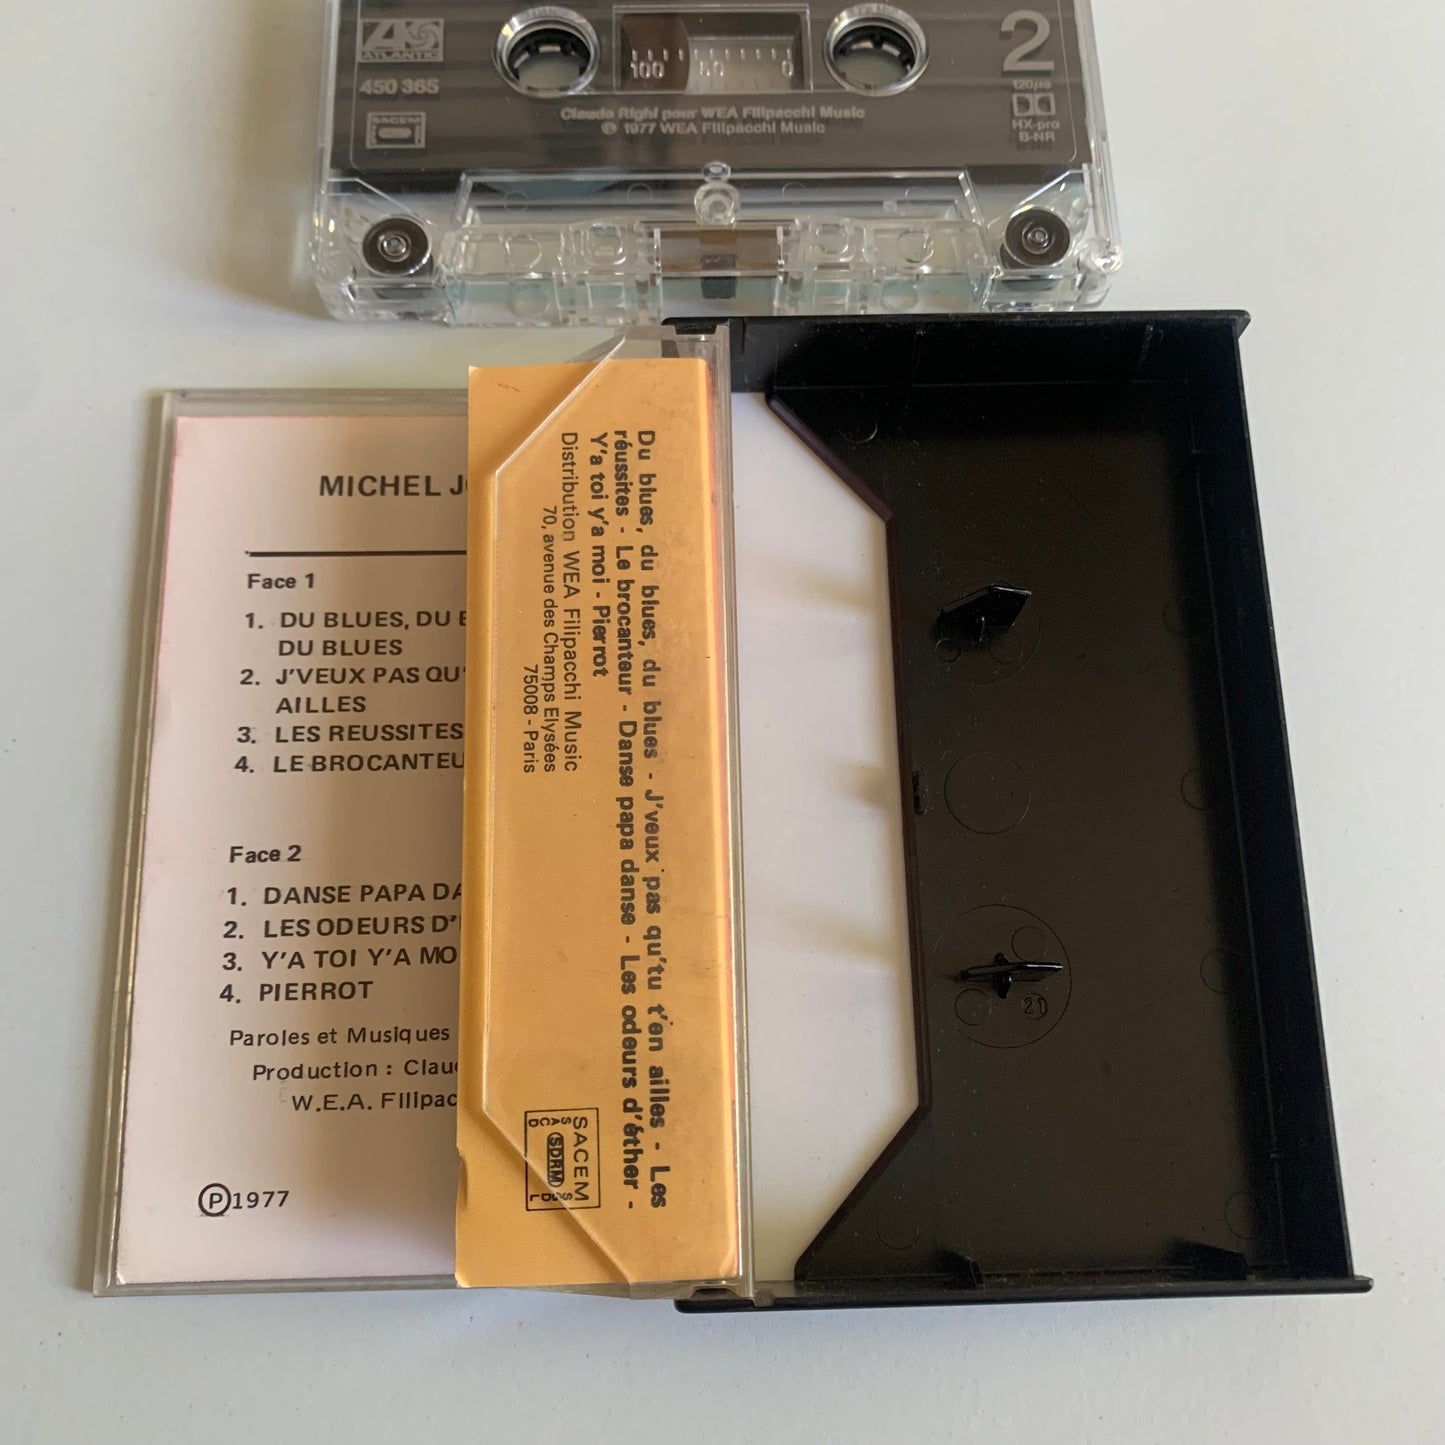 ATLANTIC
450 365
SACEM
100 50 0
2
120µs
HX-pro
B-NR
Claude Righi pour WEA Filipacchi Music
℗ 1977 WEA Filipacchi Music
MICHEL J
Face 1
1. DU BLUES, DU
DU BLUES
2. J'VEUX PAS QU'
AILLES
3. LES REUSSITES
4. LE BROCANTEU
Face 2
1. DANSE PAPA DA
2. LES ODEURS D'
3. Y'A TOI Y'A MO
4. PIERROT
Paroles et Musiques
Production : Clau
W.E.A. Filipac
℗1977
Du blues, du blues, du blues - J'veux pas qu'tu t'en ailles - Les
réussites - Le brocanteur - Danse papa danse - Les odeurs d'éther -
Y'a toi y'a moi - Pierrot
Distribution WEA Filipacchi Music
70, avenue des Champs Elysées
75008 - Paris
SACEM
SDRM
21